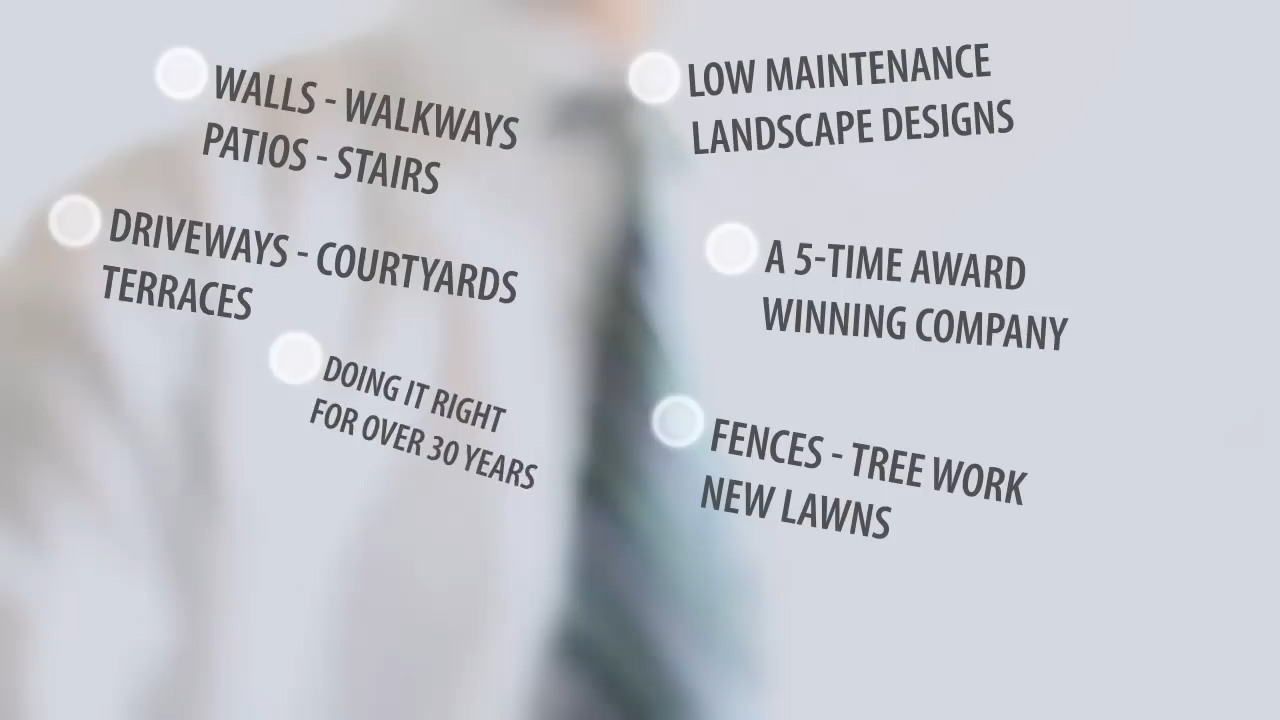 WALLS - WALKWAYS
PATIOS - STAIRS
DRIVEWAYS - COURTYARDS
TERRACES
DOING IT RIGHT
FOR OVER 30 YEARS
LOW MAINTENANCE
LANDSCAPE DESIGNS
A 5-TIME AWARD
WINNING COMPANY
FENCES - TREE WORK
NEW LAWNS